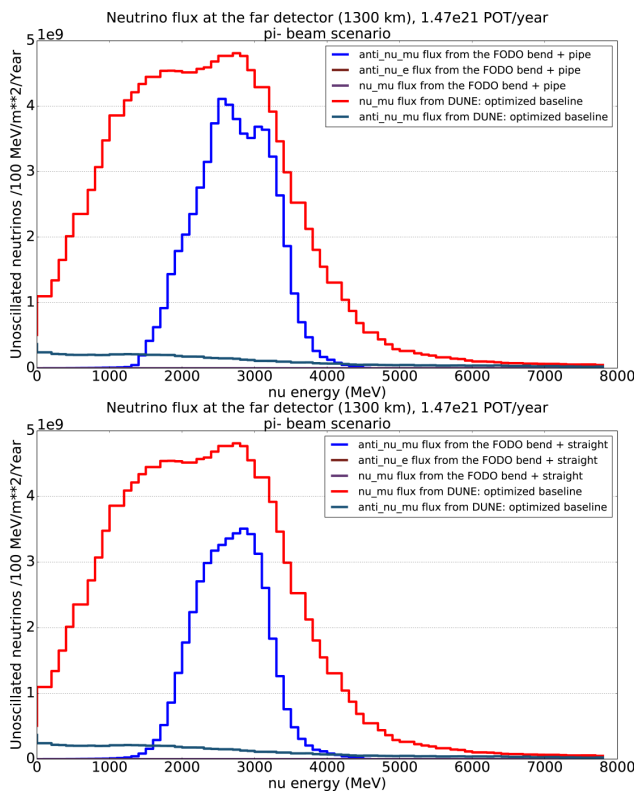 Neutrino flux at the far detector (1300 km), 1.47e21 POT/year
pi- beam scenario
1e9
5
4
3
2
1
0
Unoscillated neutrinos /100 MeV/m**2/Year
anti_nu_mu flux from the FODO bend + pipe
anti_nu_e flux from the FODO bend + pipe
nu_mu flux from the FODO bend + pipe
nu_mu flux from DUNE: optimized baseline
anti_nu_mu flux from DUNE: optimized baseline
0 1000 2000 3000 4000 5000 6000 7000 8000
nu energy (MeV)
Neutrino flux at the far detector (1300 km), 1.47e21 POT/year
pi- beam scenario
1e9
5
4
3
2
1
0
Unoscillated neutrinos /100 MeV/m**2/Year
anti_nu_mu flux from the FODO bend + straight
anti_nu_e flux from the FODO bend + straight
nu_mu flux from the FODO bend + straight
nu_mu flux from DUNE: optimized baseline
anti_nu_mu flux from DUNE: optimized baseline
0 1000 2000 3000 4000 5000 6000 7000 8000
nu energy (MeV)